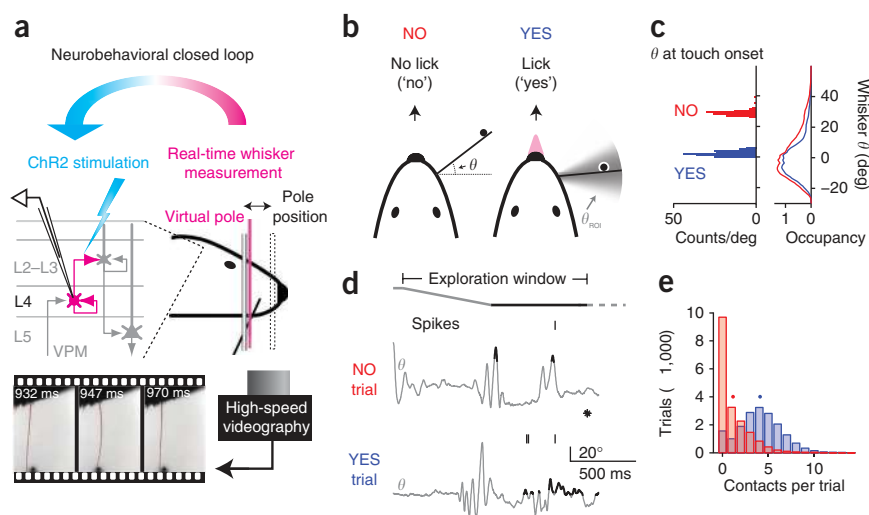 a
Neurobehavioral closed loop
ChR2 stimulation
Real-time whisker
measurement
Virtual pole
Pole
position
L2–L3
L4
L5
VPM
932 ms
947 ms
970 ms
High-speed
videography
b
NO
YES
No lick
('no')
Lick
('yes')
θ
θROI
c
θ at touch onset
NO
YES
40
20
0
–20
Whisker θ (deg)
50
0
1
0
Counts/deg
Occupancy
d
Exploration window
Spikes
θ
NO
trial
*
YES
trial
θ
20°
500 ms
e
Trials ( 1,000)
10
8
6
4
2
0
0
5
10
Contacts per trial